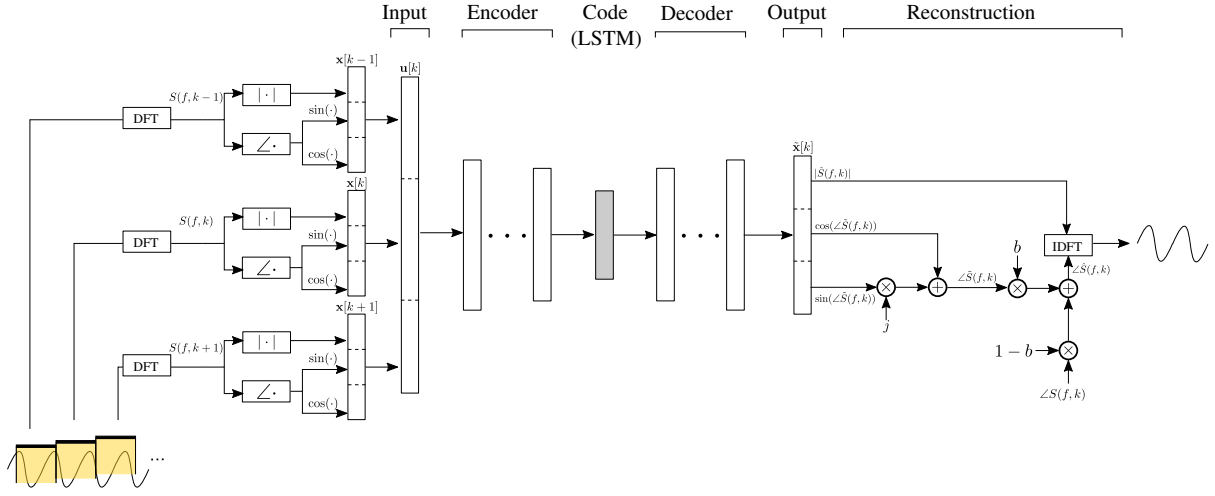 Input
Encoder
Code
(LSTM)
Decoder
Output
Reconstruction
x[k−1]
S(f, k−1)
DFT
|·|
∠·
sin(·)
cos(·)
u[k]
x[k]
S(f, k)
DFT
|·|
∠·
sin(·)
cos(·)
x[k+1]
S(f, k+1)
DFT
|·|
∠·
sin(·)
cos(·)
...
· · ·
· · ·
x̃[k]
|Ŝ(f, k)|
cos(∠S̃(f, k))
sin(∠S̃(f, k))
×
j
+
∠S̃(f, k)
b
×
IDFT
∠Ŝ(f, k)
+
1 − b
×
∠S(f, k)